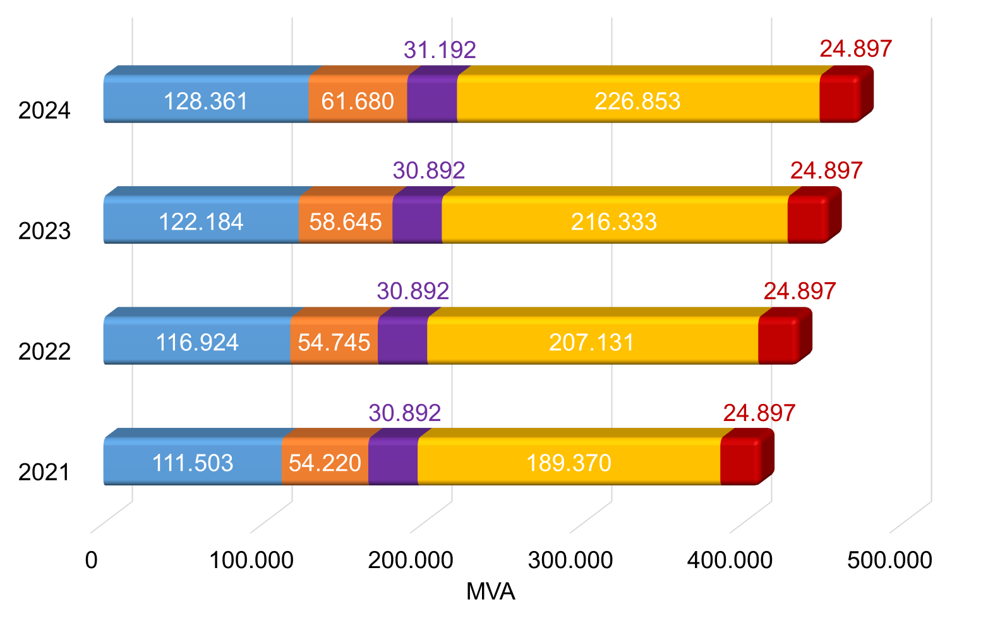 31.192 24.897
2024 128.361 61.680 226.853
30.892 24.897
2023 122.184 58.645 216.333
30.892 24.897
2022 116.924 54.745 207.131
30.892 24.897
2021 111.503 54.220 189.370
0 100.000 200.000 300.000 400.000 500.000
MVA